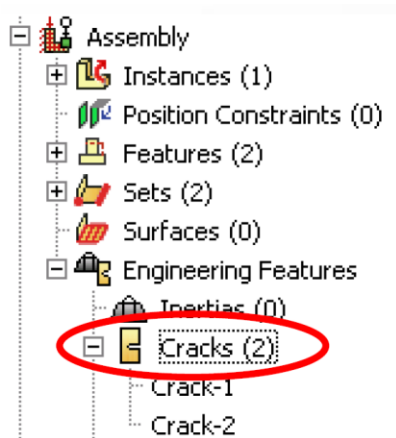 Assembly
Instances (1)
Position Constraints (0)
Features (2)
Sets (2)
Surfaces (0)
Engineering Features
Inertias (0)
Cracks (2)
Crack-1
Crack-2